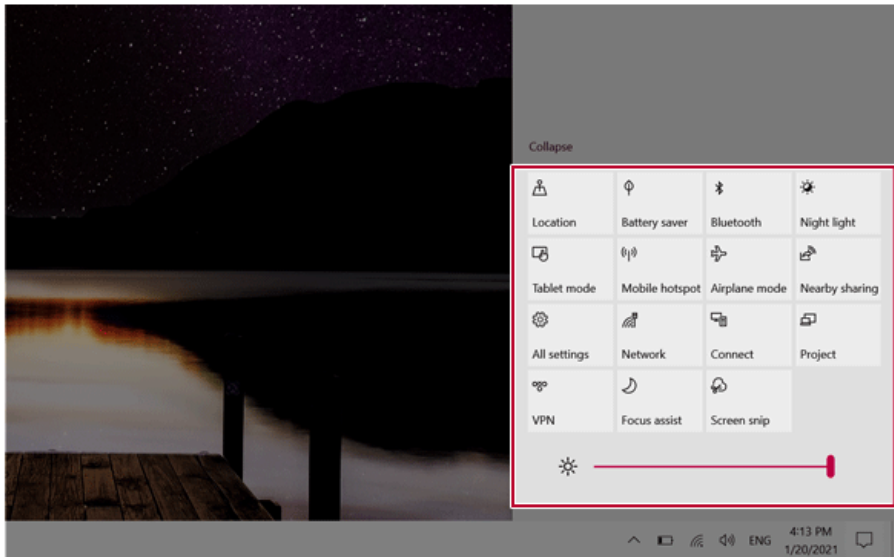 Collapse
Location Battery saver Bluetooth Night light
Tablet mode Mobile hotspot Airplane mode Nearby sharing
All settings Network Connect Project
VPN Focus assist Screen snip
ENG 4:13 PM
1/20/2021